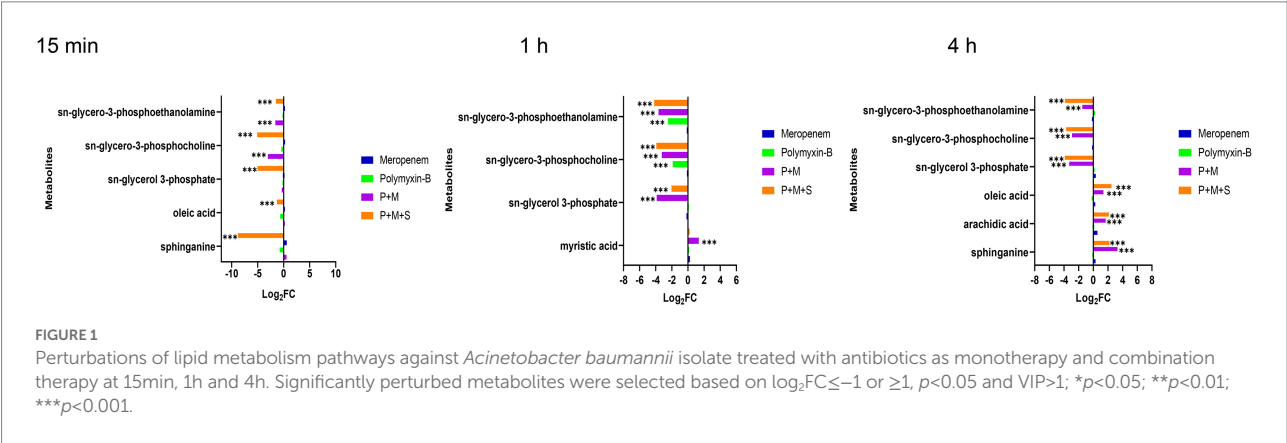 15 min
1 h
4 h
Metabolites
sn-glycero-3-phosphoethanolamine
sn-glycero-3-phosphocholine
sn-glycerol 3-phosphate
oleic acid
sphinganine
***
***
***
***
***
***
***
-10 -5 0 5 10
Log2FC
Meropenem
Polymyxin-B
P+M
P+M+S
Metabolites
sn-glycero-3-phosphoethanolamine
sn-glycero-3-phosphocholine
sn-glycerol 3-phosphate
myristic acid
***
***
***
***
***
***
***
***
***
-8 -6 -4 -2 0 2 4 6
Log2FC
Meropenem
Polymyxin-B
P+M
P+M+S
Metabolites
sn-glycero-3-phosphoethanolamine
sn-glycero-3-phosphocholine
sn-glycerol 3-phosphate
oleic acid
arachidic acid
sphinganine
***
***
***
***
***
***
***
***
***
***
***
***
-8 -6 -4 -2 0 2 4 6 8
Log2FC
Meropenem
Polymyxin-B
P+M
P+M+S
FIGURE 1
Perturbations of lipid metabolism pathways against Acinetobacter baumannii isolate treated with antibiotics as monotherapy and combination
therapy at 15min, 1h and 4h. Significantly perturbed metabolites were selected based on log2FC≤−1 or ≥1, p<0.05 and VIP>1; *p<0.05; **p<0.01;
***p<0.001.